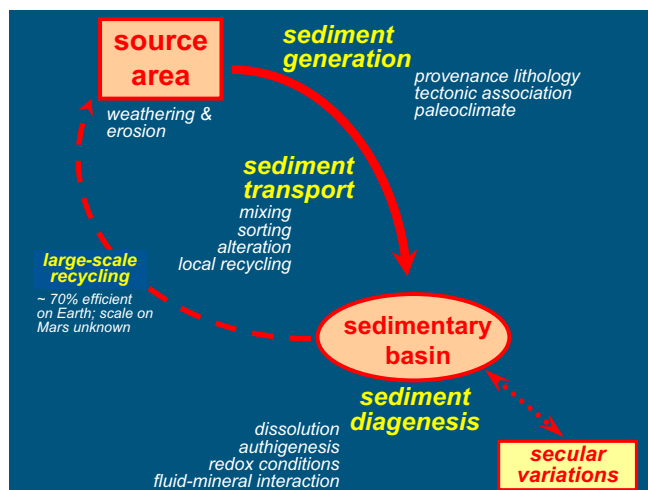 source
area
weathering &
erosion
sediment
generation
provenance lithology
tectonic association
paleoclimate
sediment
transport
mixing
sorting
alteration
local recycling
large-scale
recycling
~ 70% efficient
on Earth; scale on
Mars unknown
sedimentary
basin
sediment
diagenesis
dissolution
authigenesis
redox conditions
fluid-mineral interaction
secular
variations